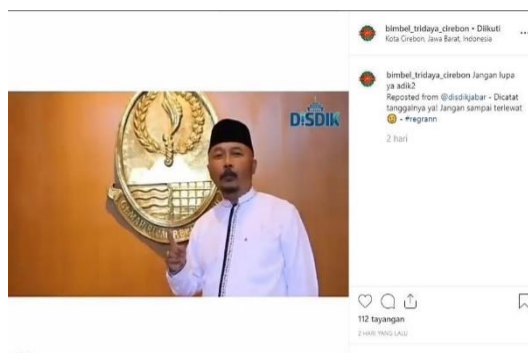 bimbel_tridaya_cirebon • Diikuti
Kota Cirebon, Jawa Barat, Indonesia
bimbel_tridaya_cirebon Jangan lupa
ya adik2
Reposted from @disdikjabar - Dicatat
tanggalnya ya! Jangan sampai terlewat
😉 - #regrann
2 hari
DISDIK
112 tayangan
2 HARI YANG LALU